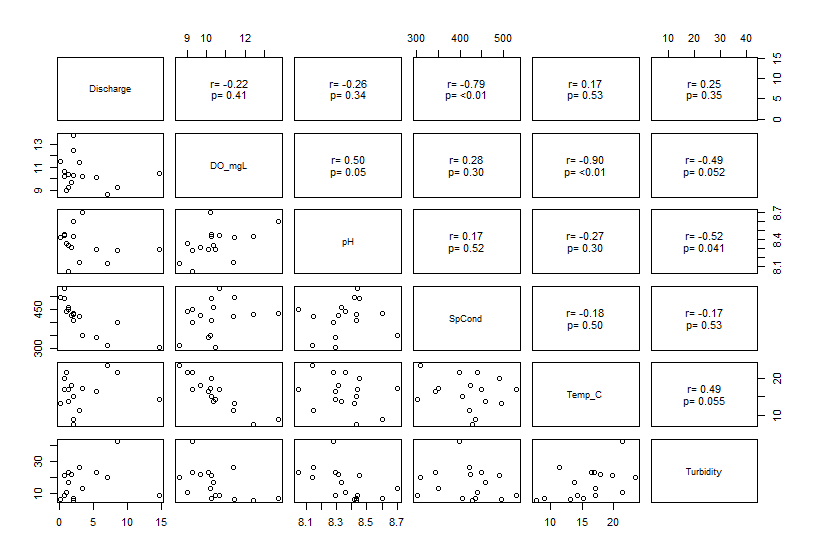 9 10 12
300 400 500
10 20 30 40
Discharge
r= -0.22
p= 0.41
r= -0.26
p= 0.34
r= -0.79
p= <0.01
r= 0.17
p= 0.53
r= 0.25
p= 0.35
0 5 10 15
9 11 13
DO_mgL
r= 0.50
p= 0.05
r= 0.28
p= 0.30
r= -0.90
p= <0.01
r= -0.49
p= 0.052
pH
r= 0.17
p= 0.52
r= -0.27
p= 0.30
r= -0.52
p= 0.041
8.1 8.4 8.7
300 450
SpCond
r= -0.18
p= 0.50
r= -0.17
p= 0.53
Temp_C
r= 0.49
p= 0.055
10 20
10 30
Turbidity
0 5 10 15
8.1 8.3 8.5 8.7
10 15 20